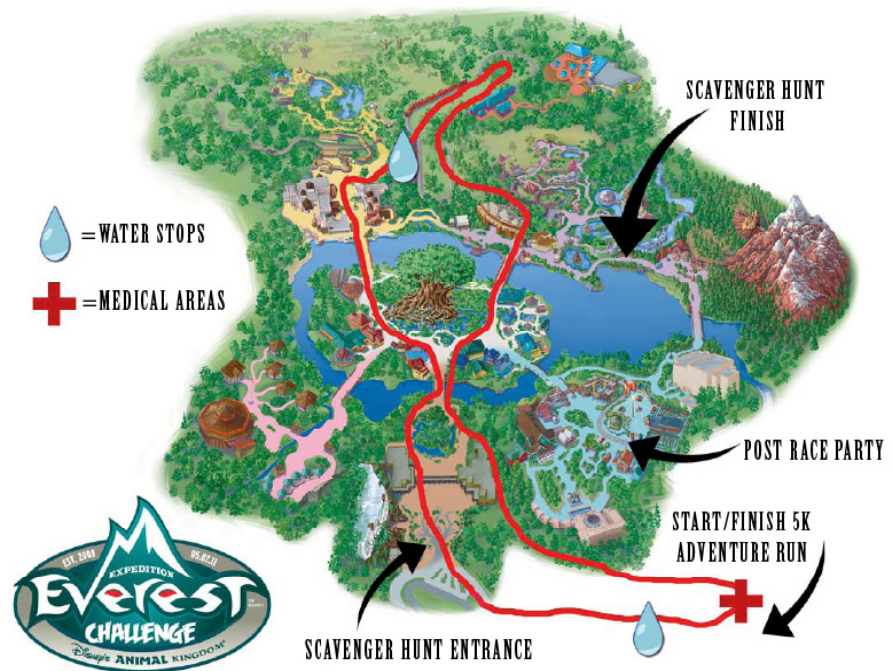 SCAVENGER HUNT
FINISH
=WATER STOPS
=MEDICAL AREAS
POST RACE PARTY
START/FINISH 5K
ADVENTURE RUN
SCAVENGER HUNT ENTRANCE
EST. 2008
05.07.11
EXPEDITION
EVEREST
CHALLENGE
Disney's ANIMAL KINGDOM